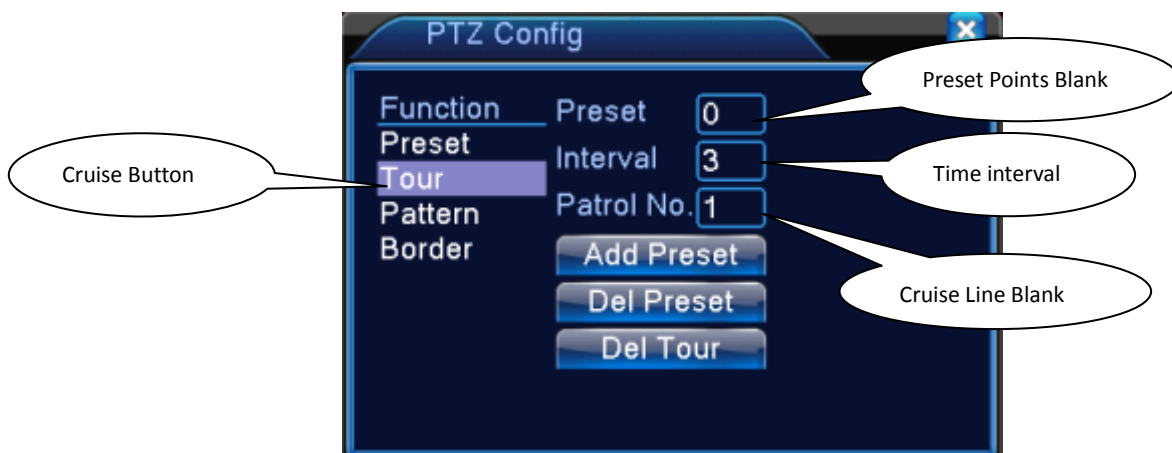 PTZ Config
Preset Points Blank
Function
Preset 0
Preset
Interval 3
Time interval
Cruise Button
Tour
Patrol No. 1
Pattern
Border
Add Preset
Cruise Line Blank
Del Preset
Del Tour